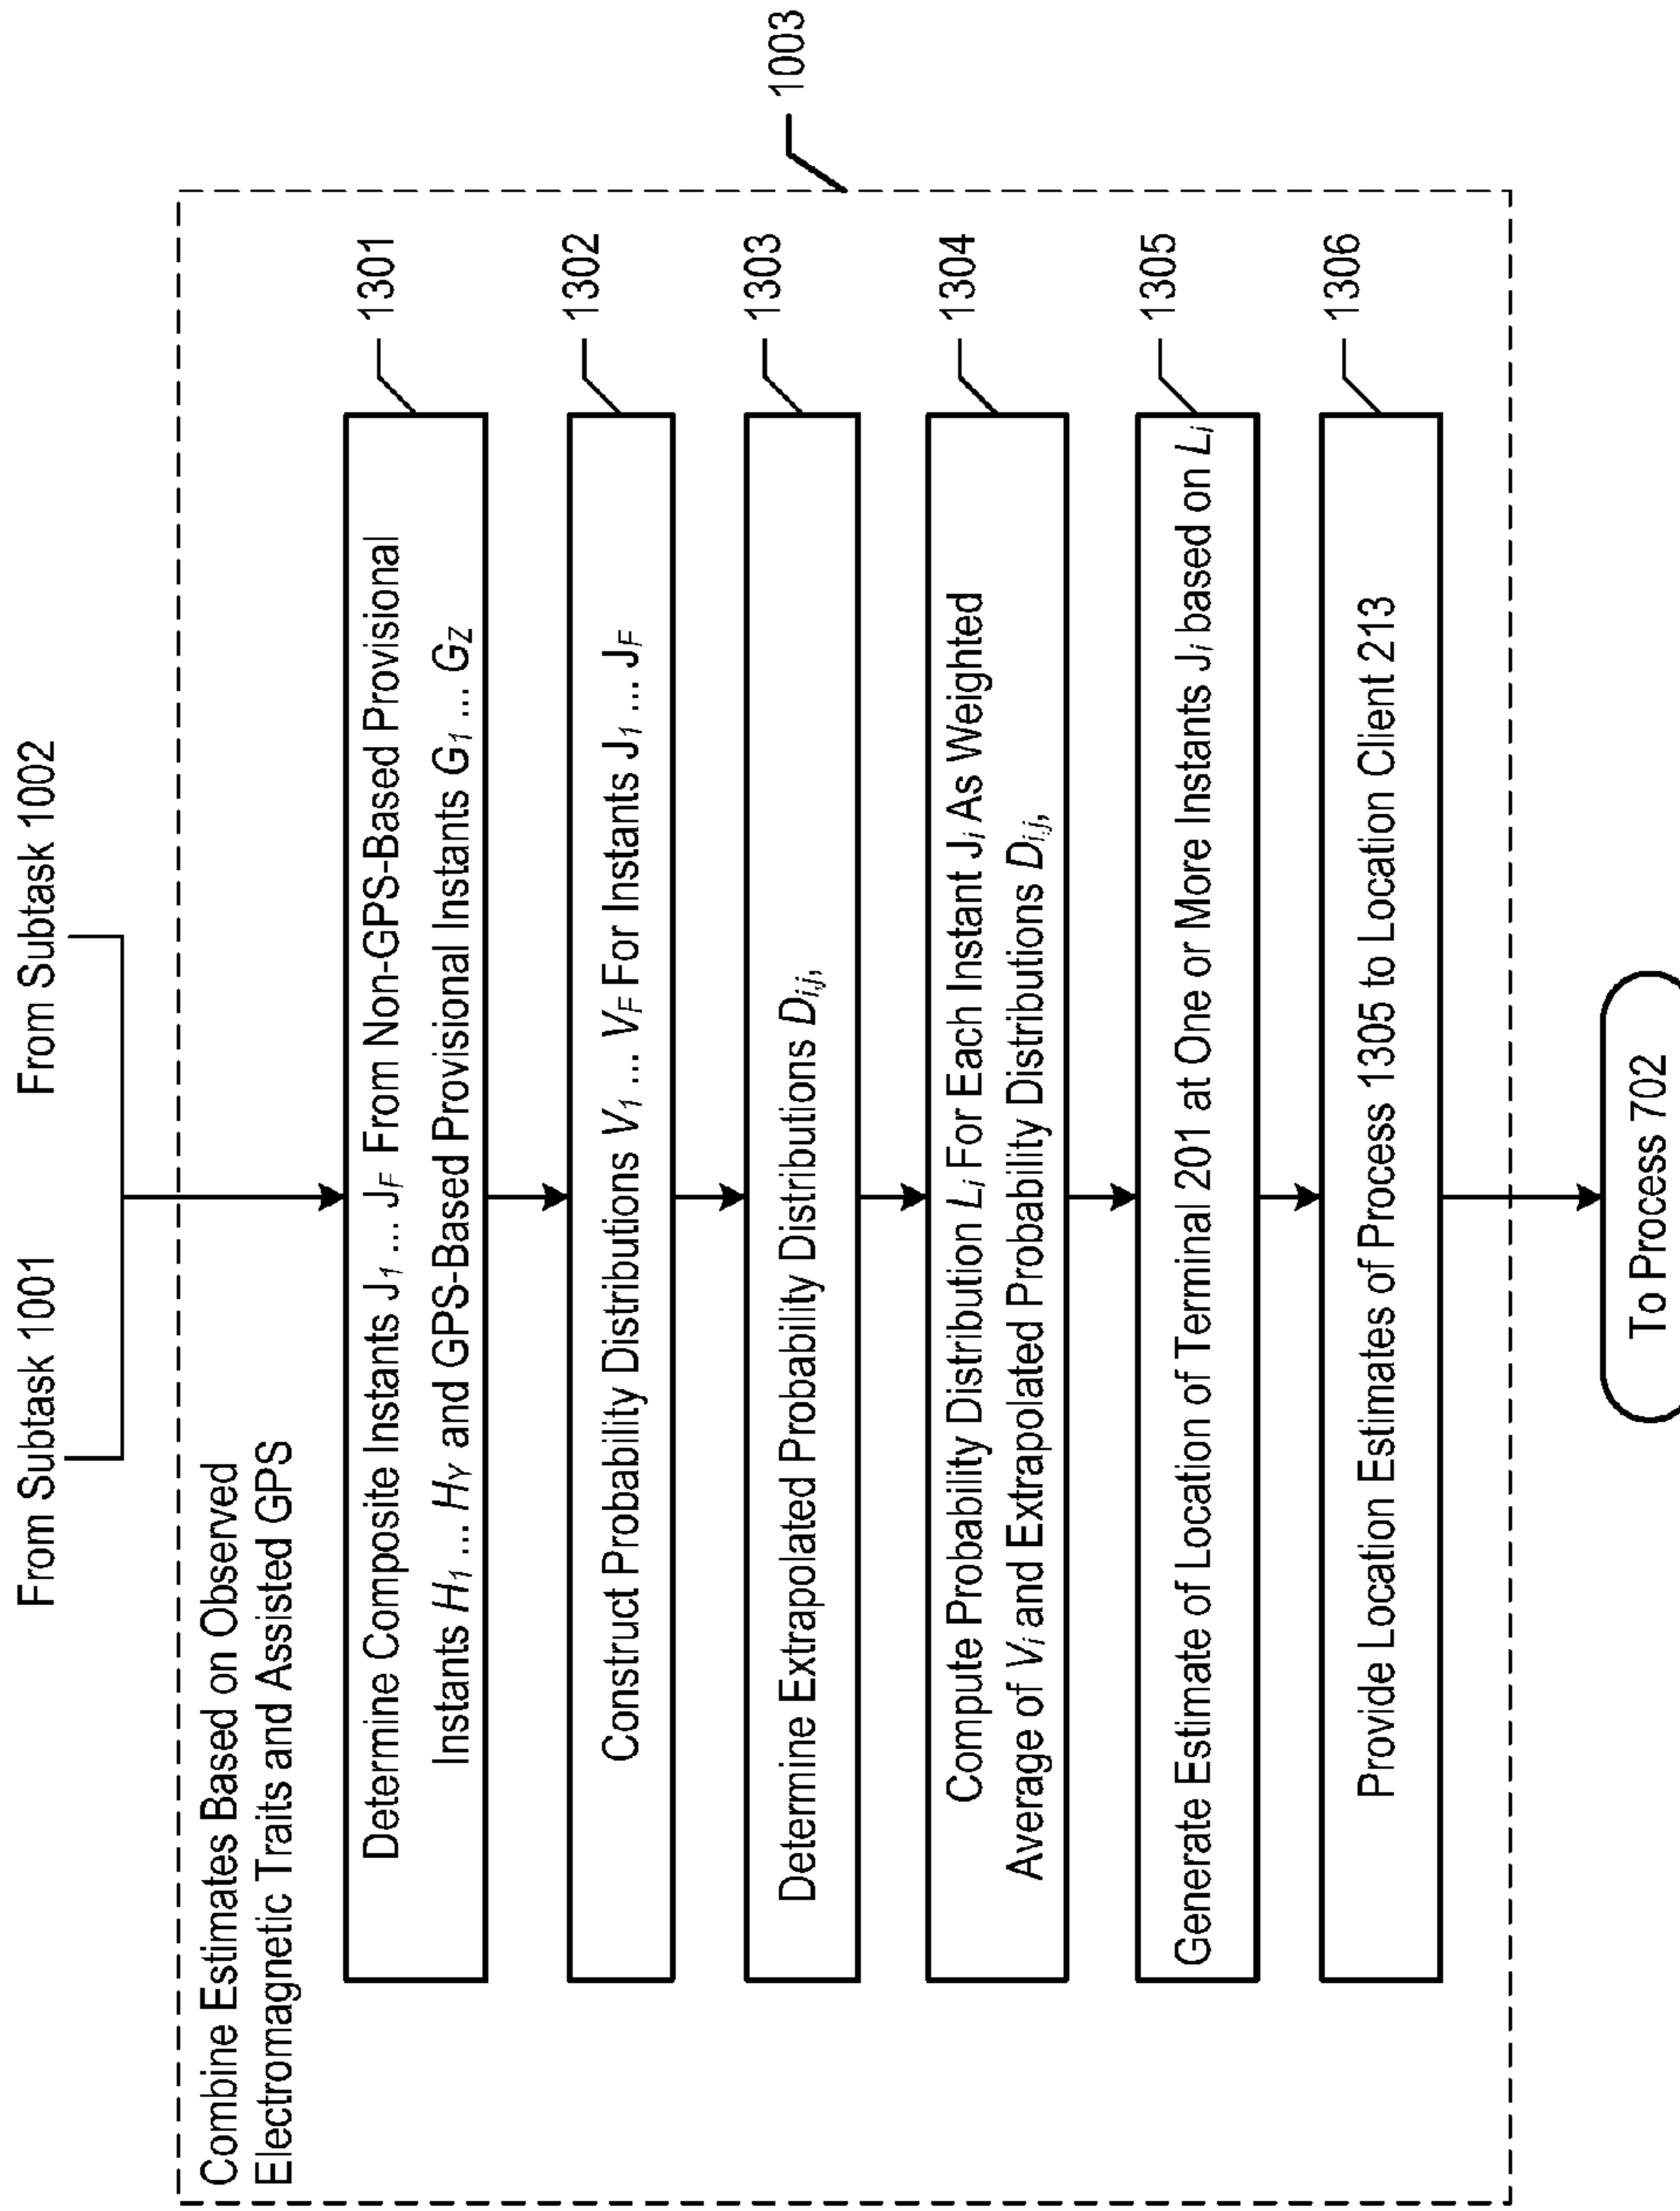 From Subtask 1001
From Subtask 1002
1003
Combine Estimates Based on Observed
Electromagnetic Traits and Assisted GPS
1301
Determine Composite Instants J1 ... JF From Non-GPS-Based Provisional
Instants H1 ... HY and GPS-Based Provisional Instants G1 ... GZ
1302
Construct Probability Distributions V1 ... VF For Instants J1 ... JF
1303
Determine Extrapolated Probability Distributions Di,j,
1304
Compute Probability Distribution Li For Each Instant Ji As Weighted
Average of Vi and Extrapolated Probability Distributions Di,j,
1305
Generate Estimate of Location of Terminal 201 at One or More Instants Ji based on Li
1306
Provide Location Estimates of Process 1305 to Location Client 213
To Process 702